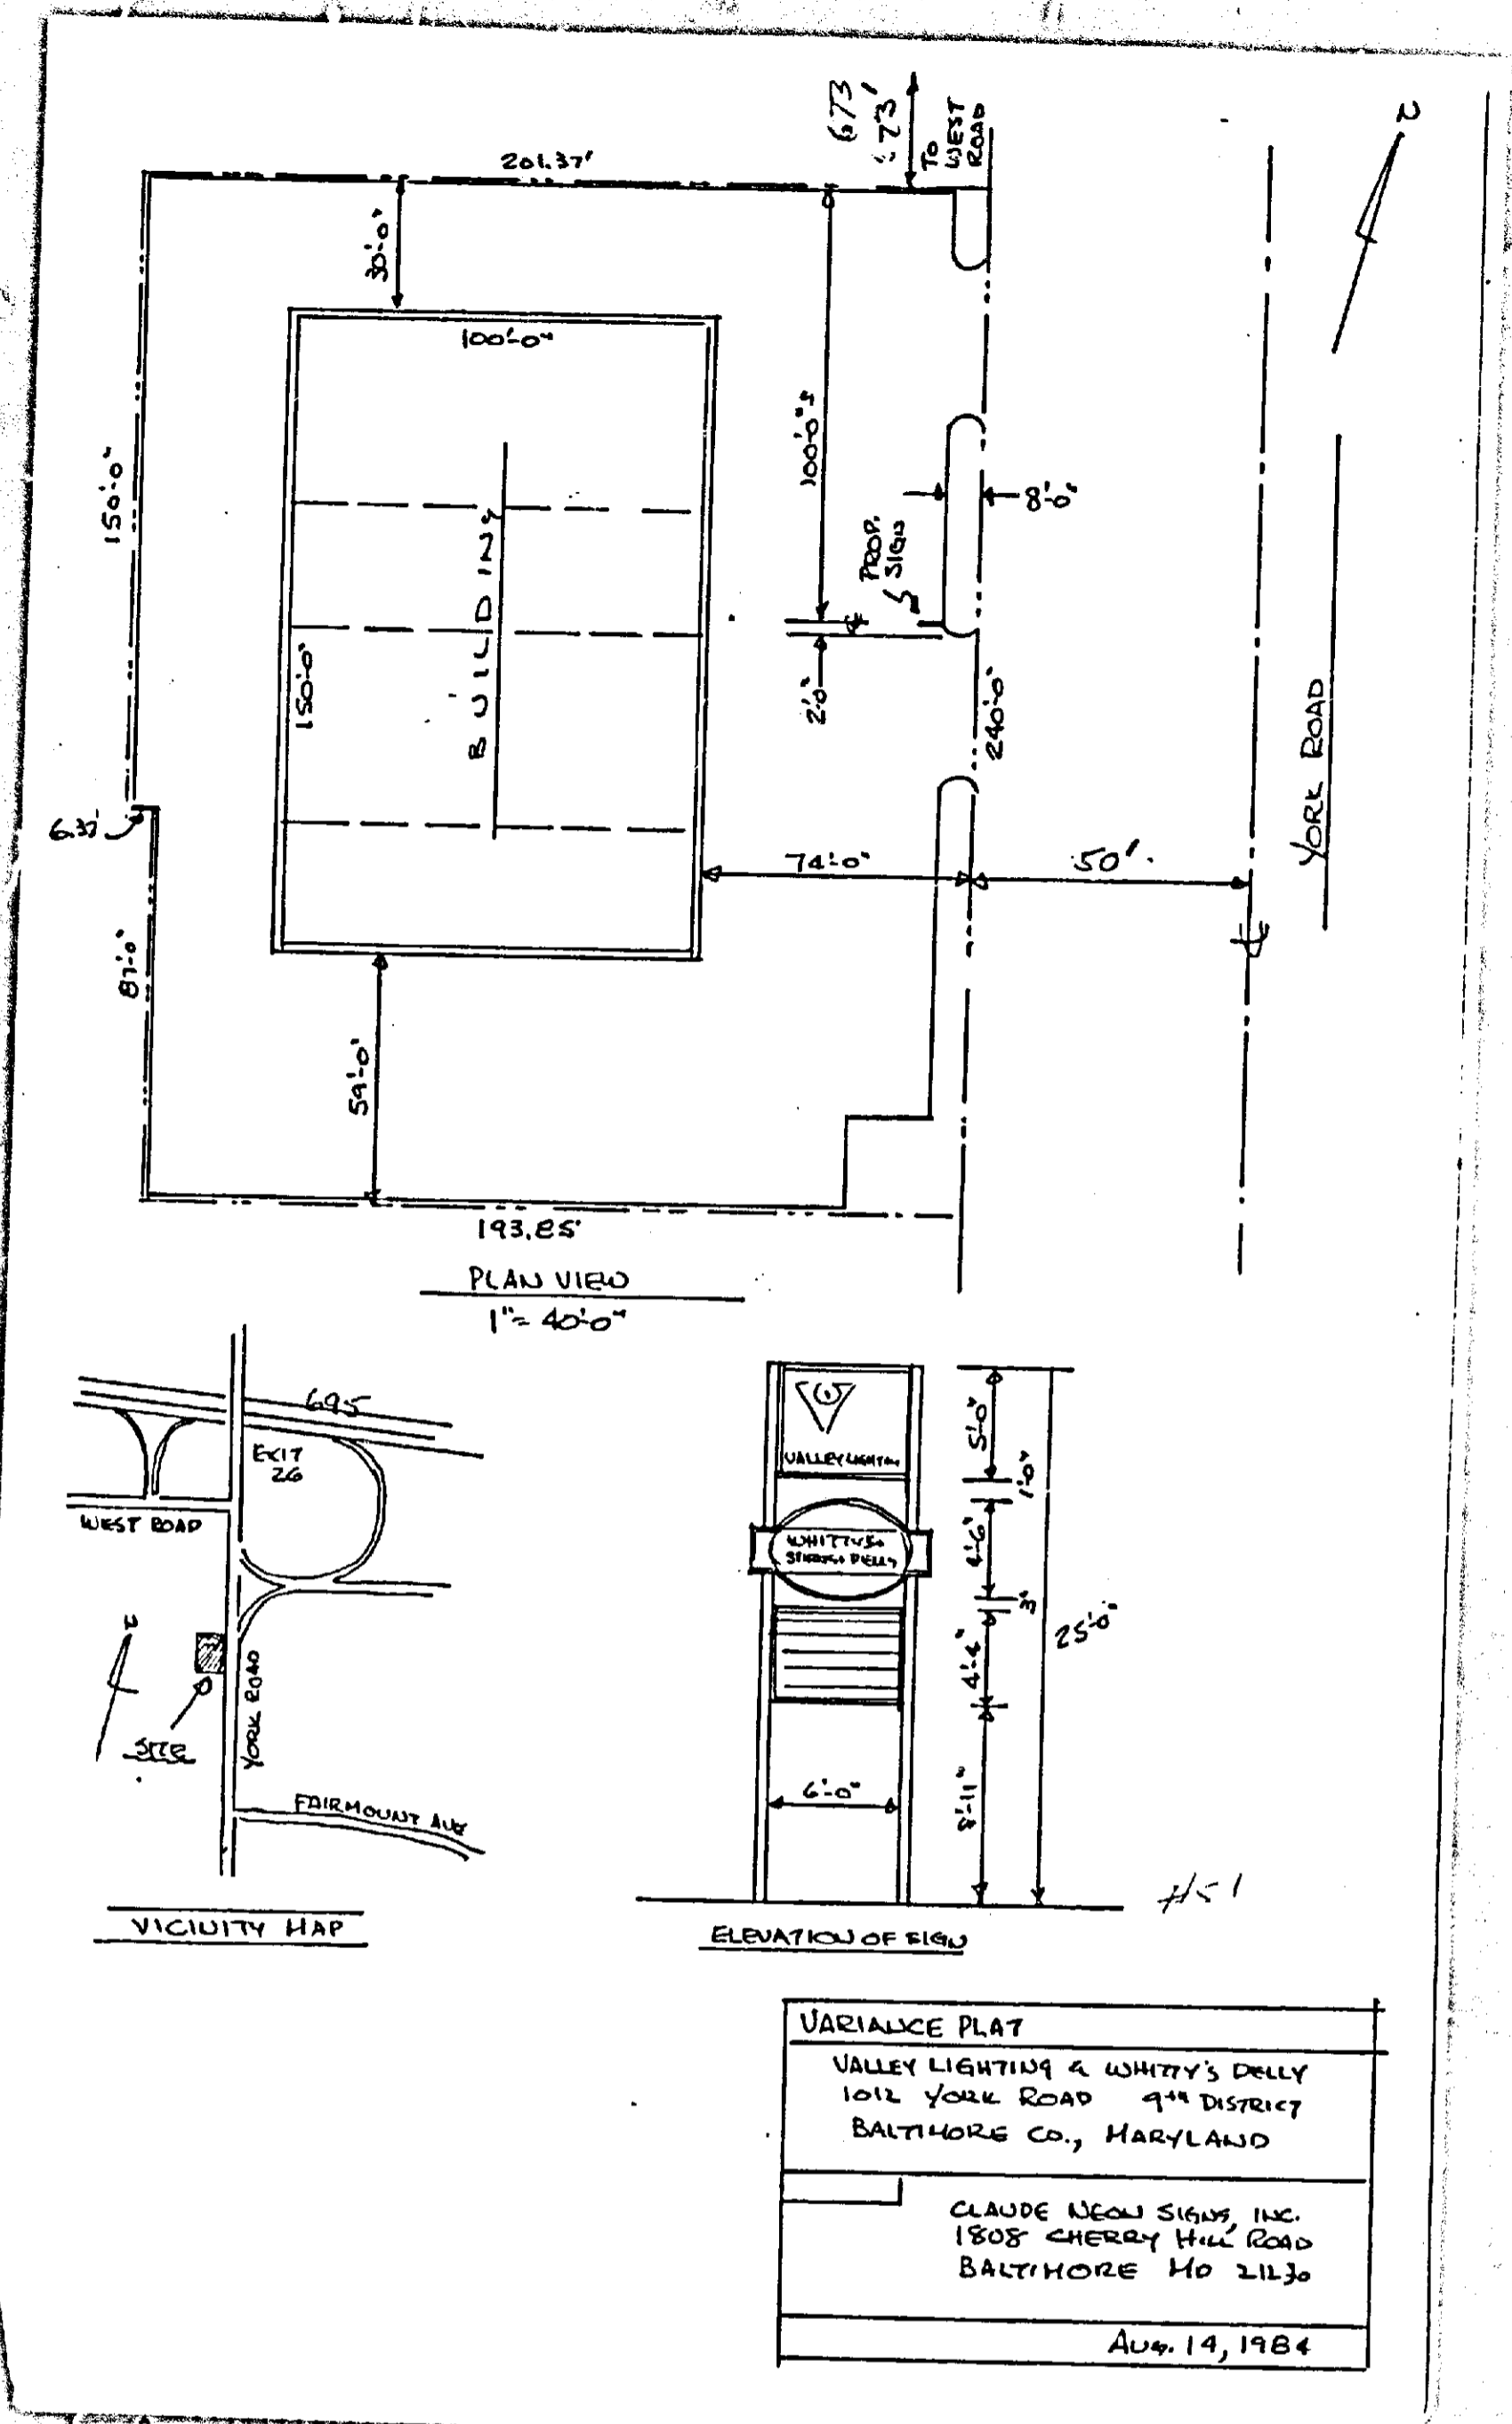 673
TO
WEST
ROAD
201.37'
30'-0"
100'-0"
100'-0"±
150'-0"
8'-0"
PROP.
SIGN
BUILDING
150'-0"
2'-0"
240'-0"
YORK ROAD
74'-0"
50'
87'-0"
59'-0"
193.85'
PLAN VIEW
1"= 40'-0"
695
EXIT
26
WEST ROAD
SITE
YORK ROAD
FAIRMOUNT AVE
VICINITY MAP
VALLEY LIGHTING
WHITTY'S
DELLY
5'-0"
1'-0"
4'-6"
3"
4'-4"
25'-0"
6'-0"
8'-11"
ELEVATION OF SIGN
#51
VARIANCE PLAT
VALLEY LIGHTING & WHITTY'S DELLY
1012 YORK ROAD 9TH DISTRICT
BALTIMORE CO., MARYLAND
CLAUDE NEON SIGNS, INC.
1808 CHERRY HILL ROAD
BALTIMORE MD 21230
AUG. 14, 1984